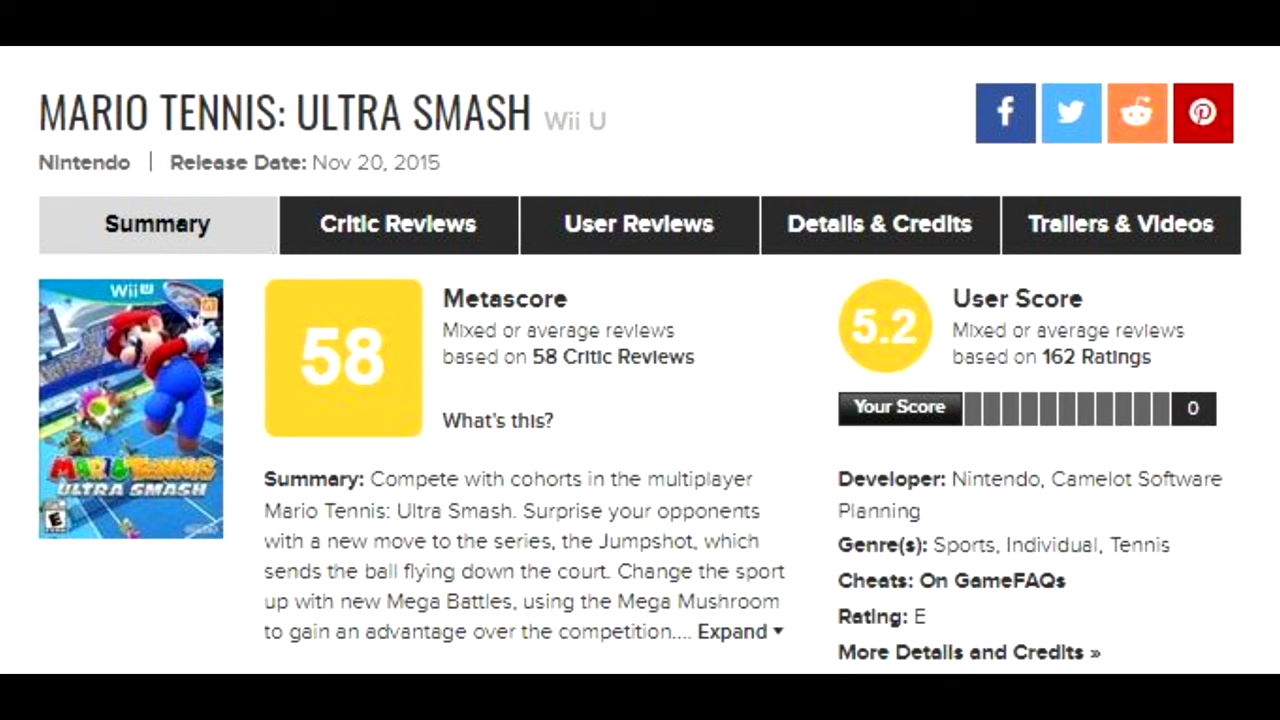 MARIO TENNIS: ULTRA SMASH Wii U
Nintendo | Release Date: Nov 20, 2015
Summary Critic Reviews User Reviews Details & Credits Trailers & Videos
Wii U
MARIO TENNIS
ULTRA SMASH
E
58
Metascore
Mixed or average reviews
based on 58 Critic Reviews
What's this?
Summary: Compete with cohorts in the multiplayer
Mario Tennis: Ultra Smash. Surprise your opponents
with a new move to the series, the Jumpshot, which
sends the ball flying down the court. Change the sport
up with new Mega Battles, using the Mega Mushroom
to gain an advantage over the competition.... Expand
5.2
User Score
Mixed or average reviews
based on 162 Ratings
Your Score 0
Developer: Nintendo, Camelot Software
Planning
Genre(s): Sports, Individual, Tennis
Cheats: On GameFAQs
Rating: E
More Details and Credits »